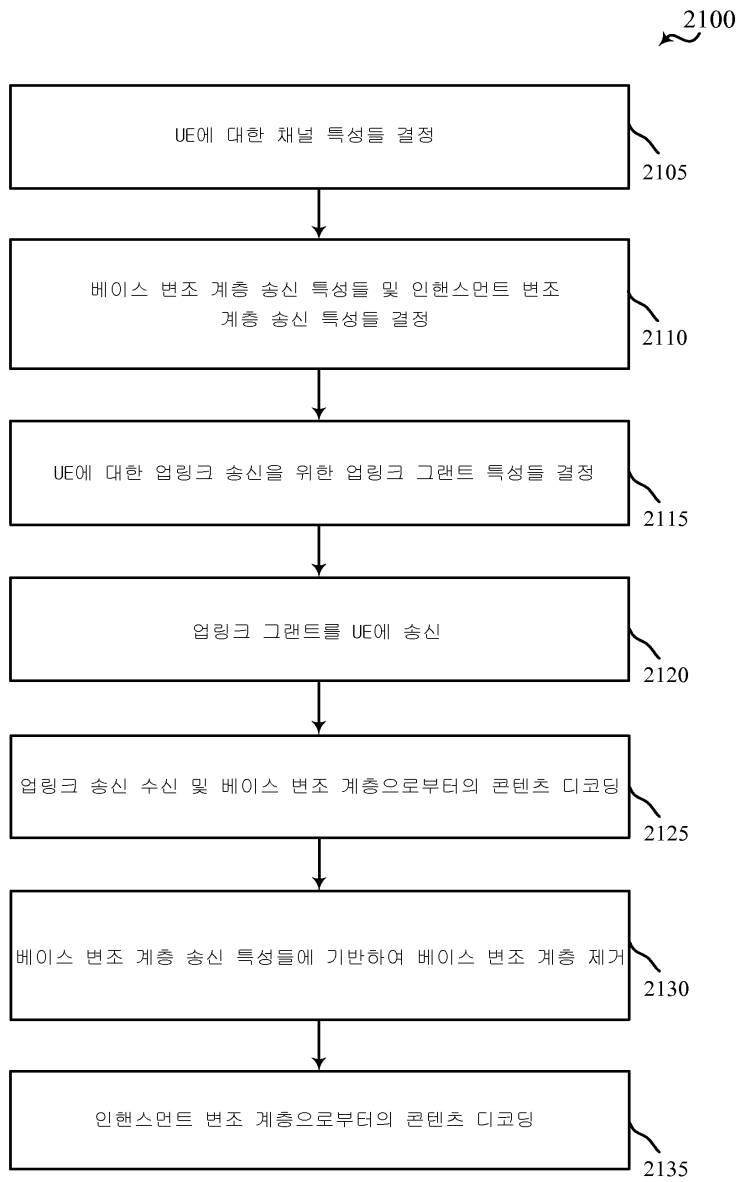 2100
UE에 대한 채널 특성들 결정
2105
베이스 변조 계층 송신 특성들 및 인핸스먼트 변조
계층 송신 특성들 결정
2110
UE에 대한 업링크 송신을 위한 업링크 그랜트 특성들 결정
2115
업링크 그랜트를 UE에 송신
2120
업링크 송신 수신 및 베이스 변조 계층으로부터의 콘텐츠 디코딩
2125
베이스 변조 계층 송신 특성들에 기반하여 베이스 변조 계층 제거
2130
인핸스먼트 변조 계층으로부터의 콘텐츠 디코딩
2135